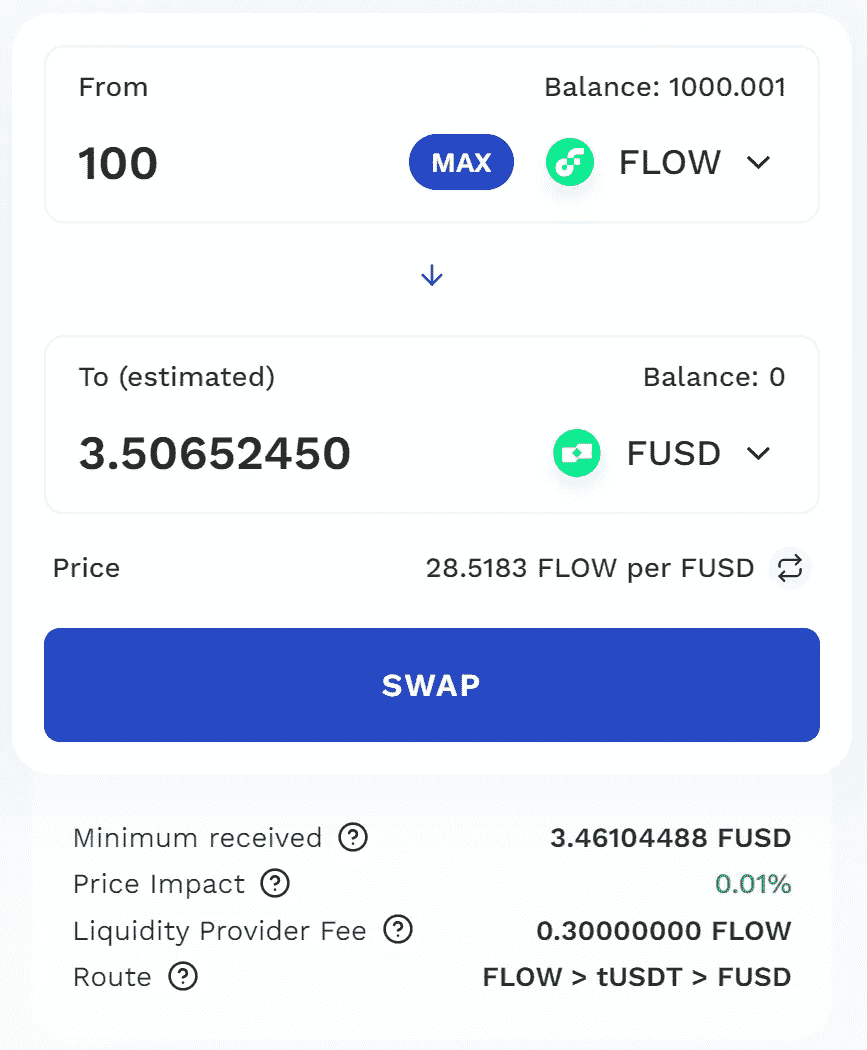 From Balance: 1000.001
100 MAX FLOW
To (estimated) Balance: 0
3.50652450 FUSD
Price 28.5183 FLOW per FUSD
SWAP
Minimum received ? 3.46104488 FUSD
Price Impact ? 0.01%
Liquidity Provider Fee ? 0.30000000 FLOW
Route ? FLOW > tUSDT > FUSD